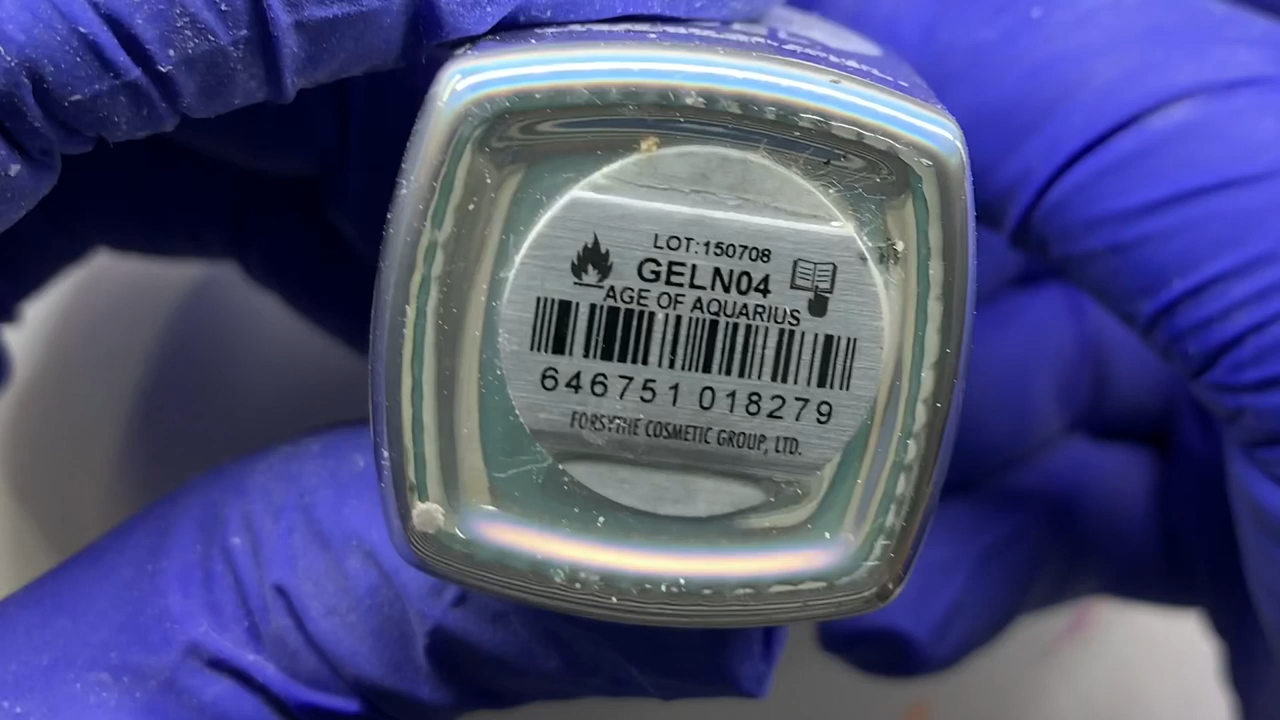 LOT:150708
GELN04
AGE OF AQUARIUS
646751 018279
FORSYTHE COSMETIC GROUP, LTD.